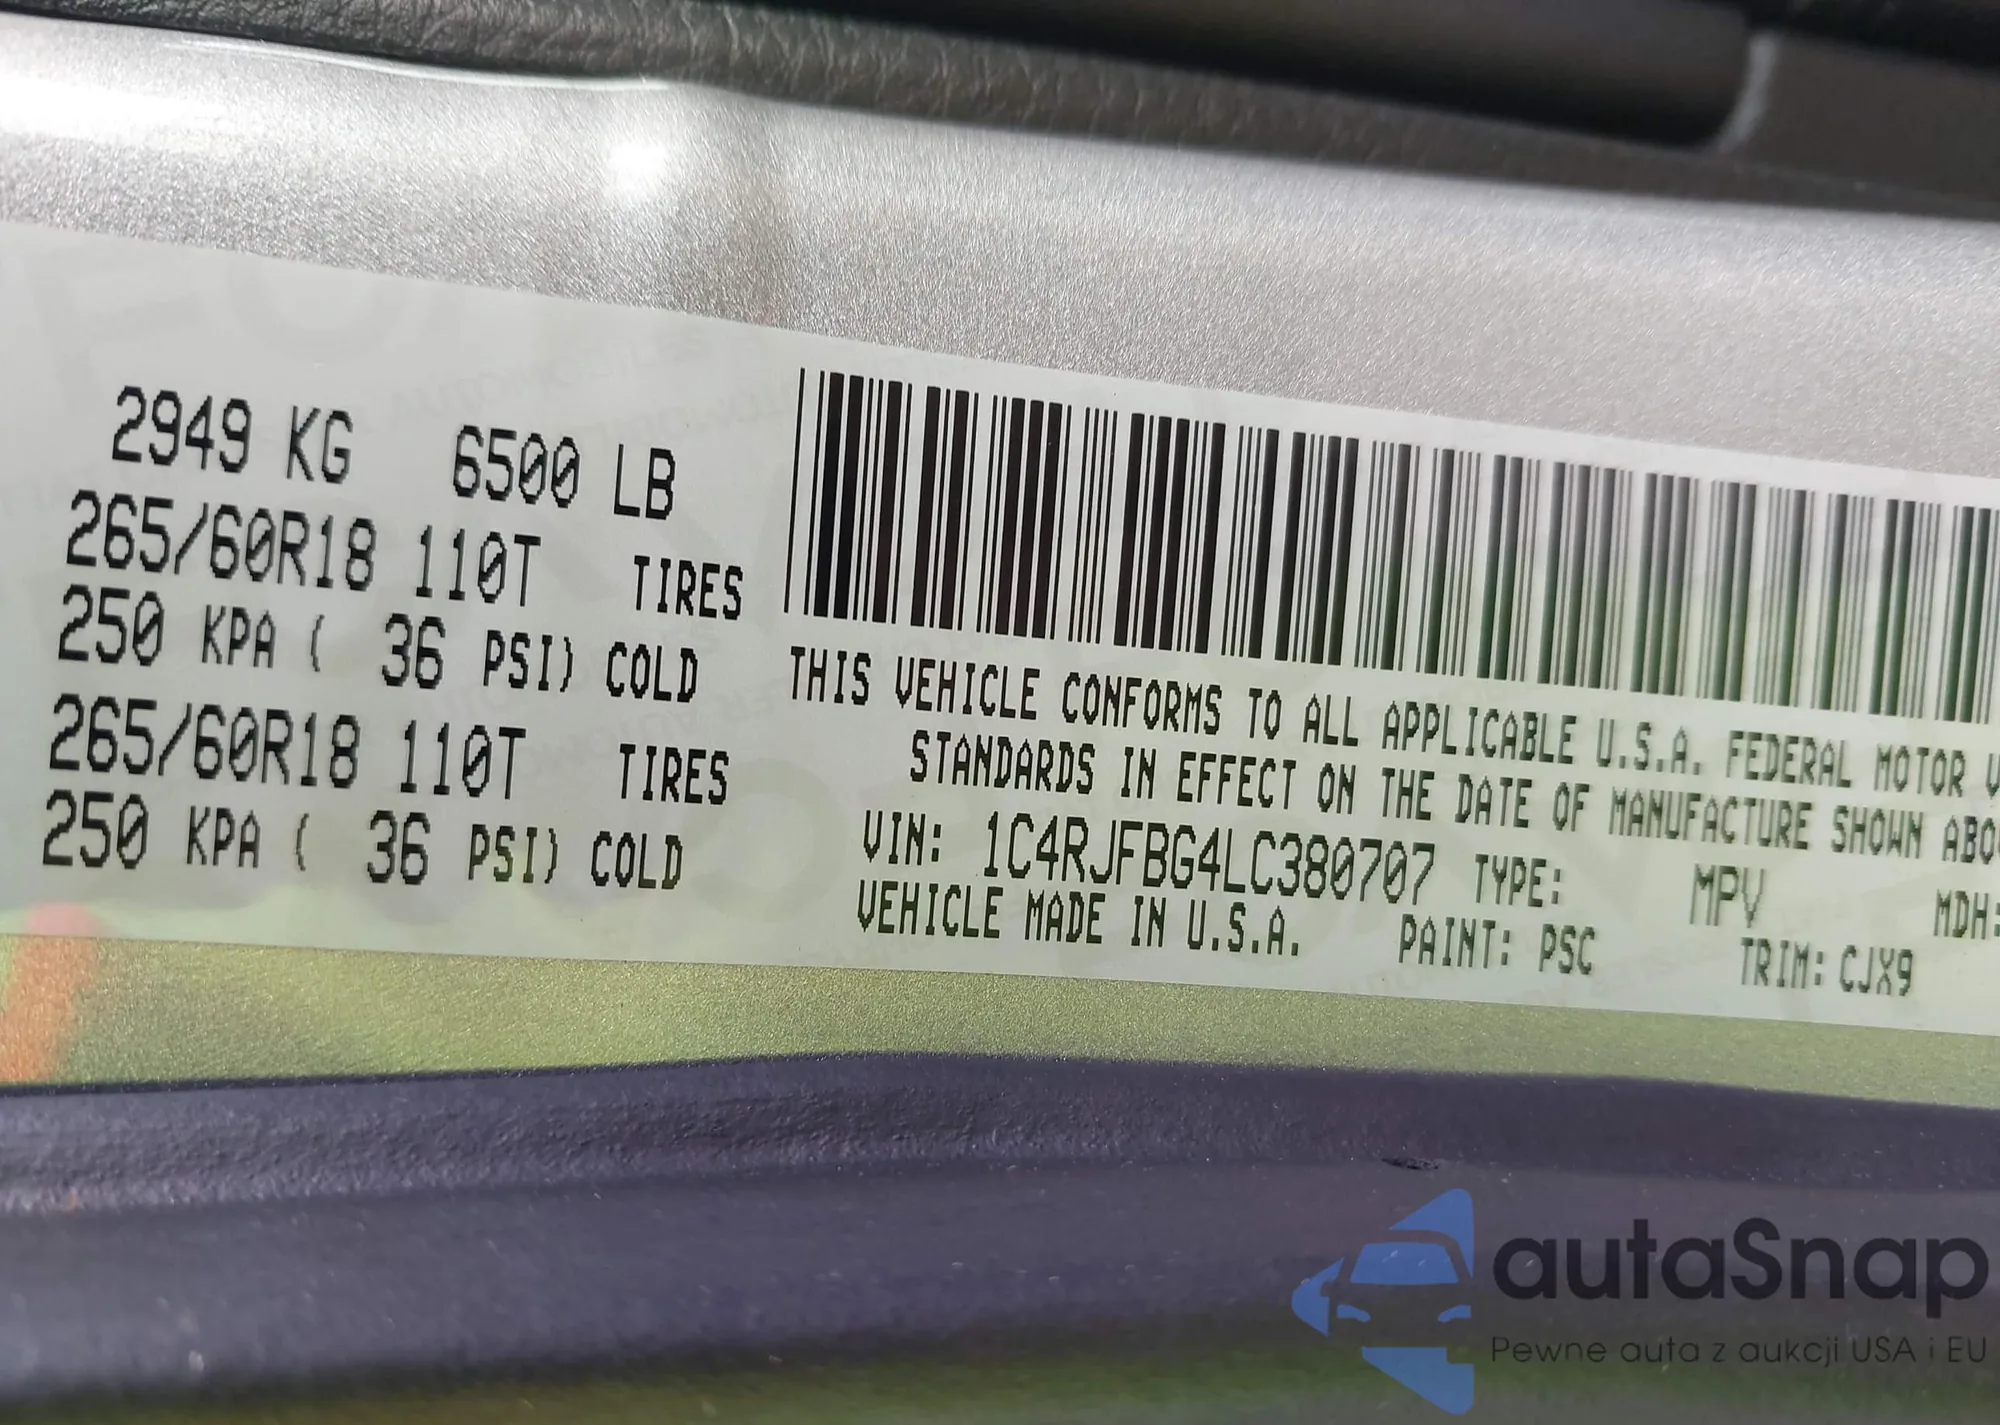 2949 KG 6500 LB
265/60R18 110T TIRES
250 KPA ( 36 PSI) COLD
265/60R18 110T TIRES
250 KPA ( 36 PSI) COLD
THIS VEHICLE CONFORMS TO ALL APPLICABLE U.S.A. FEDERAL MOTOR V
STANDARDS IN EFFECT ON THE DATE OF MANUFACTURE SHOWN ABO
VIN: 1C4RJFBG4LC380707 TYPE: MPV MDH:
VEHICLE MADE IN U.S.A. PAINT: PSC TRIM: CJX9
autaSnap
Pewne auta z aukcji USA i EU